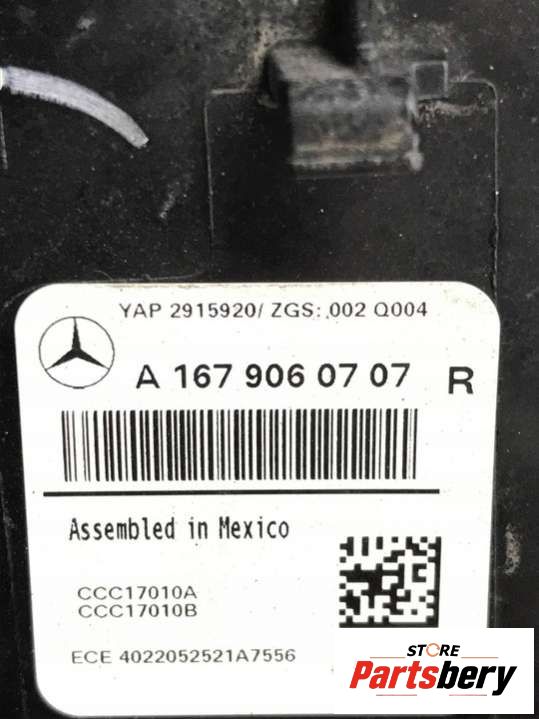 YAP 2915920/ ZGS: 002 Q004
A 167 906 07 07 R
Assembled in Mexico
CCC17010A
CCC17010B
ECE 4022052521A7556
STORE
Partsbery